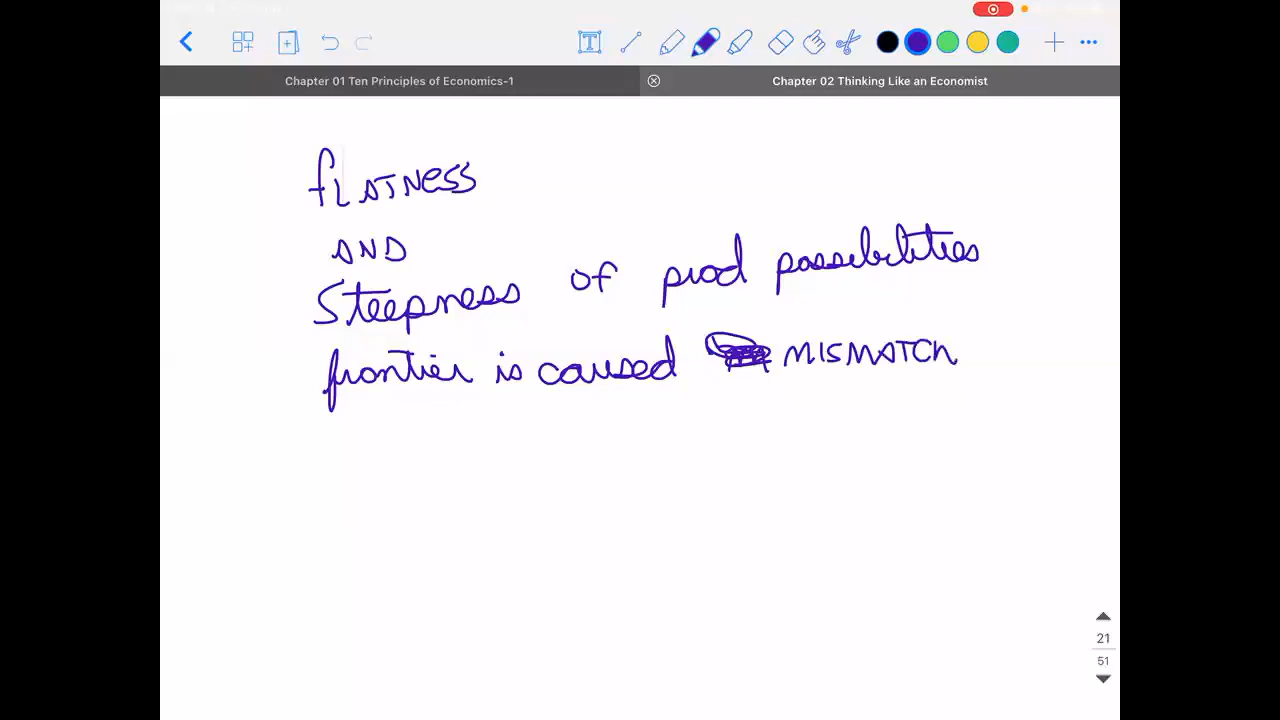 Chapter 01 Ten Principles of Economics-1
Chapter 02 Thinking Like an Economist
fLATNESS
AND
Steepness of prod possibilities
frontier is caused MISMATCH
21
51